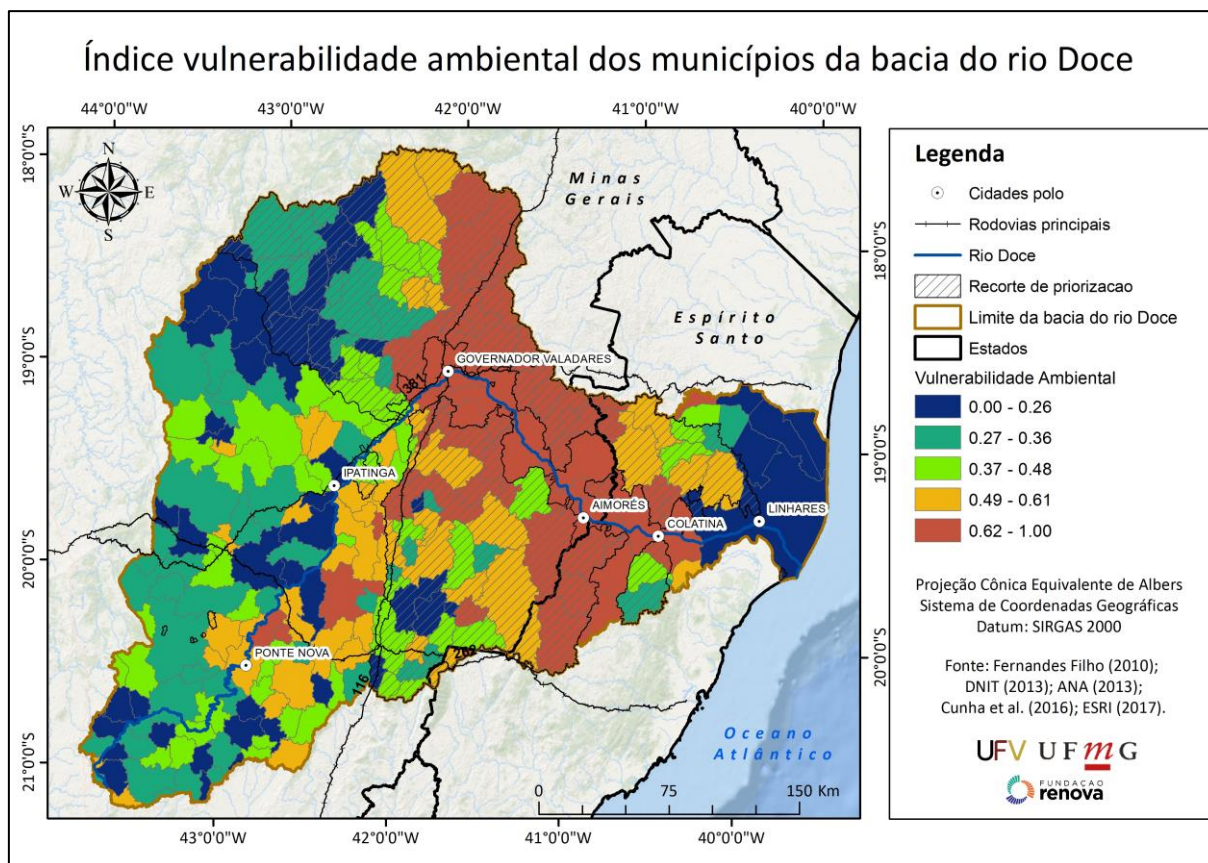 Índice vulnerabilidade ambiental dos municípios da bacia do rio Doce
44°0'0"W 43°0'0"W 42°0'0"W 41°0'0"W 40°0'0"W
18°0'0"S
19°0'0"S
20°0'0"S
21°0'0"S
N
W E
S
Minas
Gerais
Espírito
Santo
GOVERNADOR VALADARES
381
IPATINGA
AIMORÉS
COLATINA
LINHARES
PONTE NOVA
262
116
Oceano
Atlântico
0 75 150 Km
18°0'0"S
19°0'0"S
20°0'0"S
43°0'0"W 42°0'0"W 41°0'0"W 40°0'0"W
Legenda
Cidades polo
Rodovias principais
Rio Doce
Recorte de priorizacao
Limite da bacia do rio Doce
Estados
Vulnerabilidade Ambiental
0.00 - 0.26
0.27 - 0.36
0.37 - 0.48
0.49 - 0.61
0.62 - 1.00
Projeção Cônica Equivalente de Albers
Sistema de Coordenadas Geográficas
Datum: SIRGAS 2000
Fonte: Fernandes Filho (2010);
DNIT (2013); ANA (2013);
Cunha et al. (2016); ESRI (2017).
UFV UFmG
FUNDAÇÃO
renova